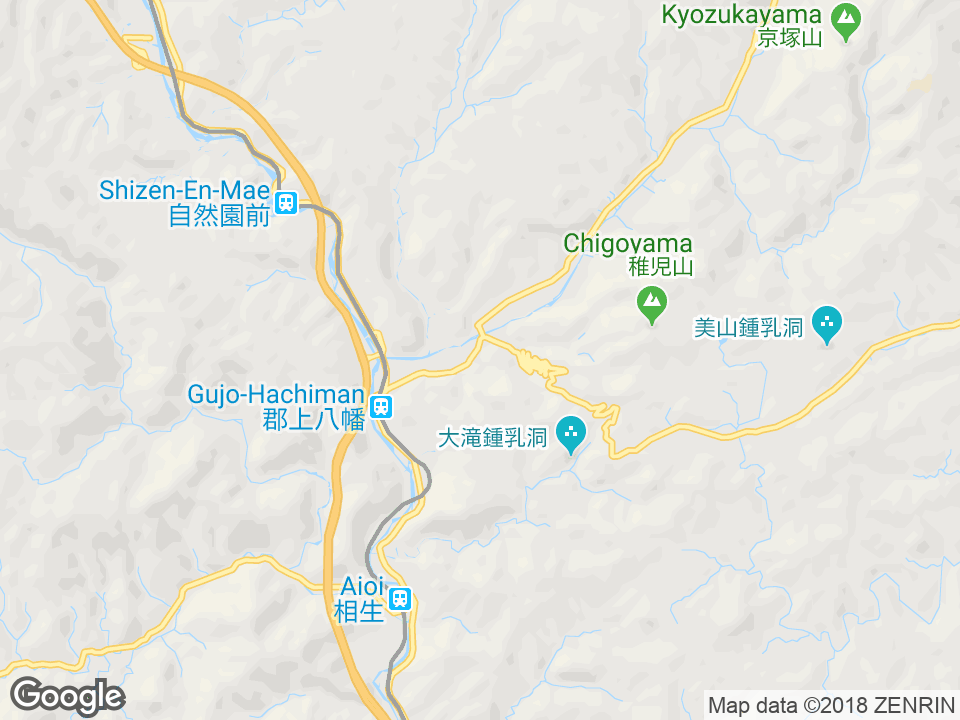 Kyozukayama
京塚山
Shizen-En-Mae
自然園前
Chigoyama
稚児山
美山鍾乳洞
Gujo-Hachiman
郡上八幡
大滝鍾乳洞
Aioi
相生
Google
Map data ©2018 ZENRIN